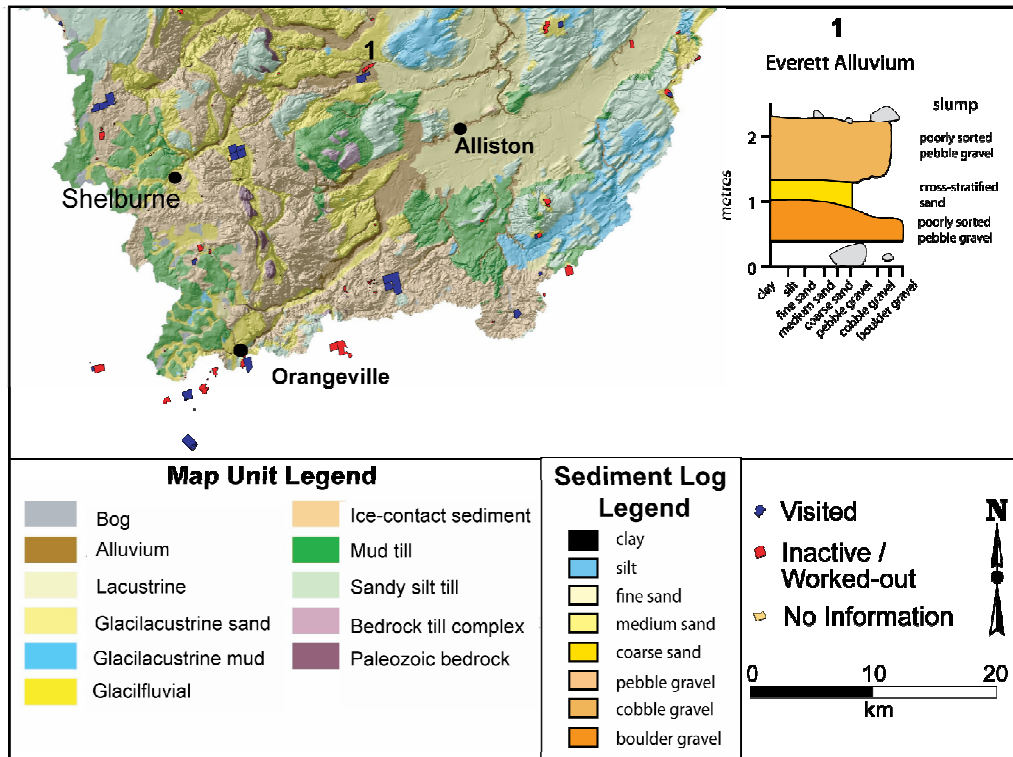 1
Alliston
Shelburne
Orangeville
1
Everett Alluvium
slump
2
poorly sorted
pebble gravel
cross-stratified
sand
metres
1
poorly sorted
pebble gravel
0
clay
silt
fine sand
medium sand
coarse sand
pebble gravel
cobble gravel
boulder gravel
Map Unit Legend
Bog
Alluvium
Lacustrine
Glacilacustrine sand
Glacilacustrine mud
Glacilfluvial
Ice-contact sediment
Mud till
Sandy silt till
Bedrock till complex
Paleozoic bedrock
Sediment Log
Legend
clay
silt
fine sand
medium sand
coarse sand
pebble gravel
cobble gravel
boulder gravel
Visited
Inactive /
Worked-out
No Information
N
0 10 20
km